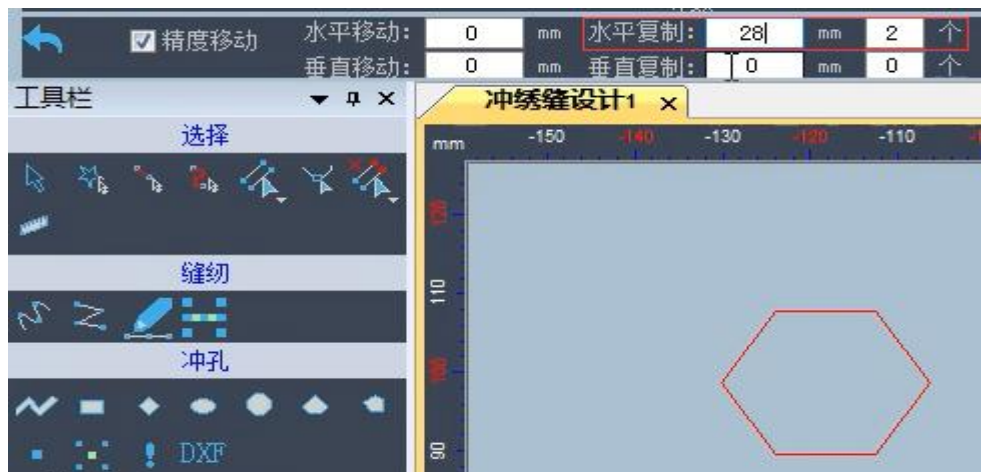 精度移动 水平移动: 0 mm 水平复制: 28 mm 2 个
垂直移动: 0 mm 垂直复制: 0 mm 0 个
工具栏
冲绣缝设计1 x
选择
mm -150 -140 -130 -120 -110
120
110
缝纫
冲孔
100
DXF
90